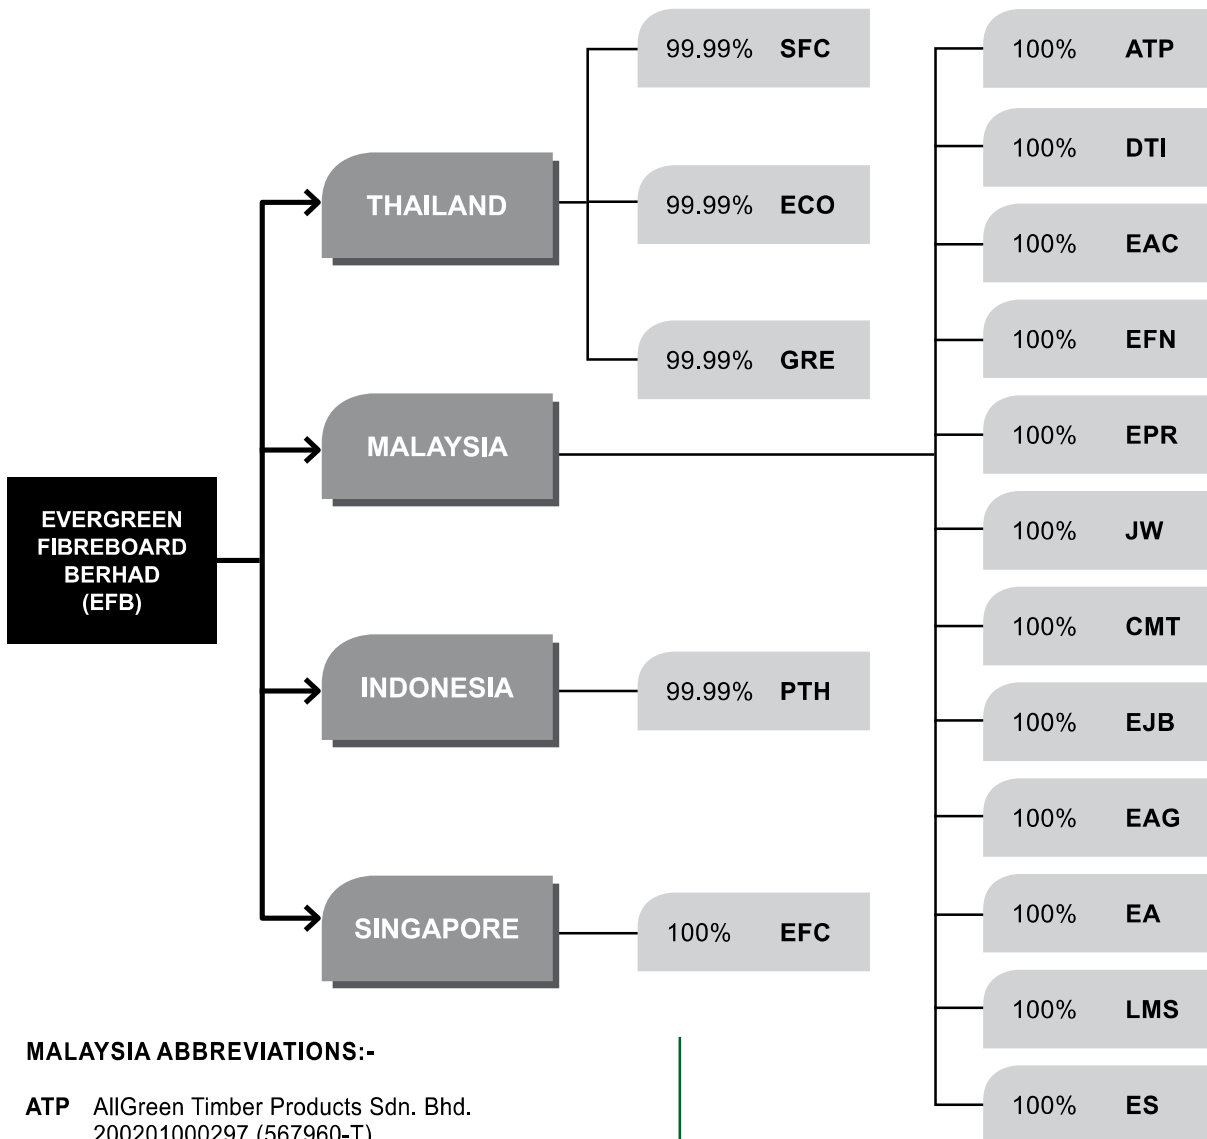 EVERGREEN
FIBREBOARD
BERHAD
(EFB)
THAILAND
99.99% SFC
99.99% ECO
99.99% GRE
MALAYSIA
100% ATP
100% DTI
100% EAC
100% EFN
100% EPR
100% JW
100% CMT
100% EJB
100% EAG
100% EA
100% LMS
100% ES
INDONESIA
99.99% PTH
SINGAPORE
100% EFC
MALAYSIA ABBREVIATIONS:-
ATP AllGreen Timber Products Sdn. Bhd.
200201000297 (567960-T)